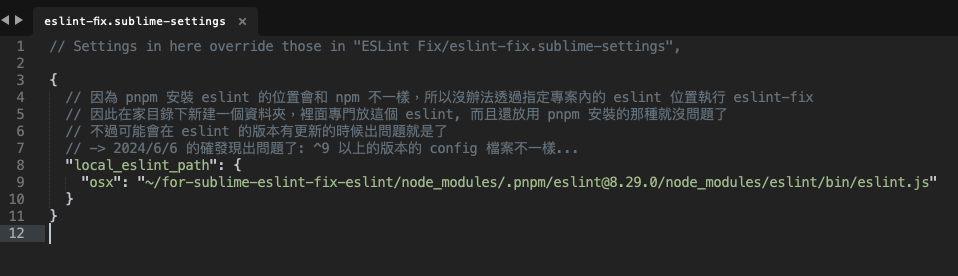 eslint-fix.sublime-settings ×
1 // Settings in here override those in "ESLint Fix/eslint-fix.sublime-settings",
2
3 {
4 // 因為 pnpm 安裝 eslint 的位置會和 npm 不一樣，所以沒辦法透過指定專案內的 eslint 位置執行 eslint-fix
5 // 因此在家目錄下新建一個資料夾，裡面專門放這個 eslint, 而且還放用 pnpm 安裝的那種就沒問題了
6 // 不過可能會在 eslint 的版本有更新的時候出問題就是了
7 // -> 2024/6/6 的確發現出問題了: ^9 以上的版本的 config 檔案不一樣...
8 "local_eslint_path": {
9 "osx": "~/for-sublime-eslint-fix-eslint/node_modules/.pnpm/eslint@8.29.0/node_modules/eslint/bin/eslint.js"
10 }
11 }
12